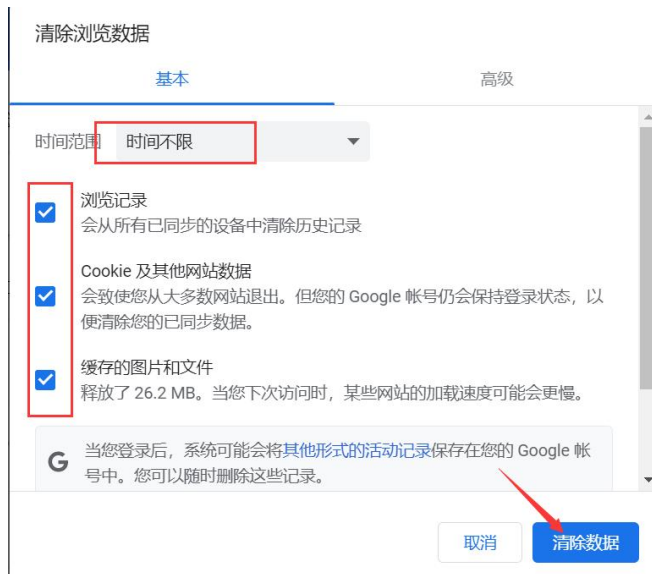 清除浏览数据
基本
高级
时间范围
时间不限
浏览记录
会从所有已同步的设备中清除历史记录
Cookie 及其他网站数据
会致使您从大多数网站退出。但您的 Google 帐号仍会保持登录状态，以
便清除您的已同步数据。
缓存的图片和文件
释放了 26.2 MB。当您下次访问时，某些网站的加载速度可能会更慢。
G
当您登录后，系统可能会将其他形式的活动记录保存在您的 Google 帐
号中。您可以随时删除这些记录。
取消
清除数据